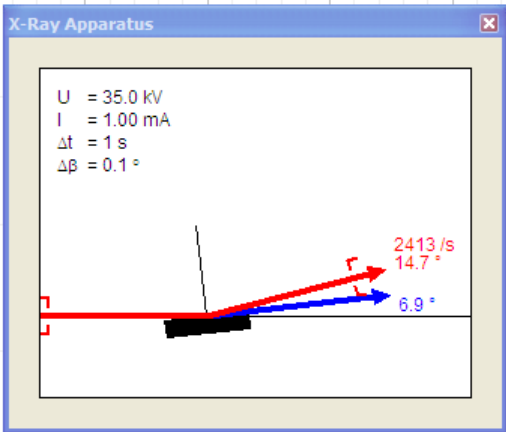 X-Ray Apparatus
U = 35.0 kV
I = 1.00 mA
Δt = 1 s
Δβ = 0.1 °
2413 /s
14.7 °
6.9 °